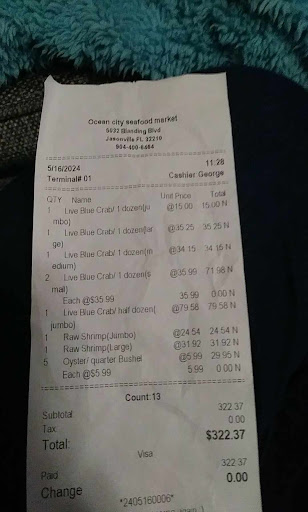 Ocean city seafood market
5692 Blanding Blvd
Jasonville FL 32210
904-400-6464
5/16/2024 11:28
Terminal# 01 Cashier George
QTY Name Unit Price Total
1 Live Blue Crab/ 1 dozen(ju @15.00 15.00 N
mbo)
1 Live Blue Crab/ 1 dozen(lar @35.25 35.25 N
ge)
1 Live Blue Crab/ 1 dozen(m @34.15 34.15 N
edium)
2 Live Blue Crab/ 1 dozen(s @35.99 71.98 N
mall)
Each @$35.99 35.99 0.00 N
1 Live Blue Crab/ half dozen( @79.58 79.58 N
jumbo)
1 Raw Shrimp(Jumbo) @24.54 24.54 N
1 Raw Shrimp(Large) @31.92 31.92 N
5 Oyster/ quarter Bushel @5.99 29.95 N
Each @$5.99 5.99 0.00 N
Count:13
Subtotal 322.37
Tax 0.00
Total: $322.37
Visa
Paid 322.37
Change 0.00
*2405160006*